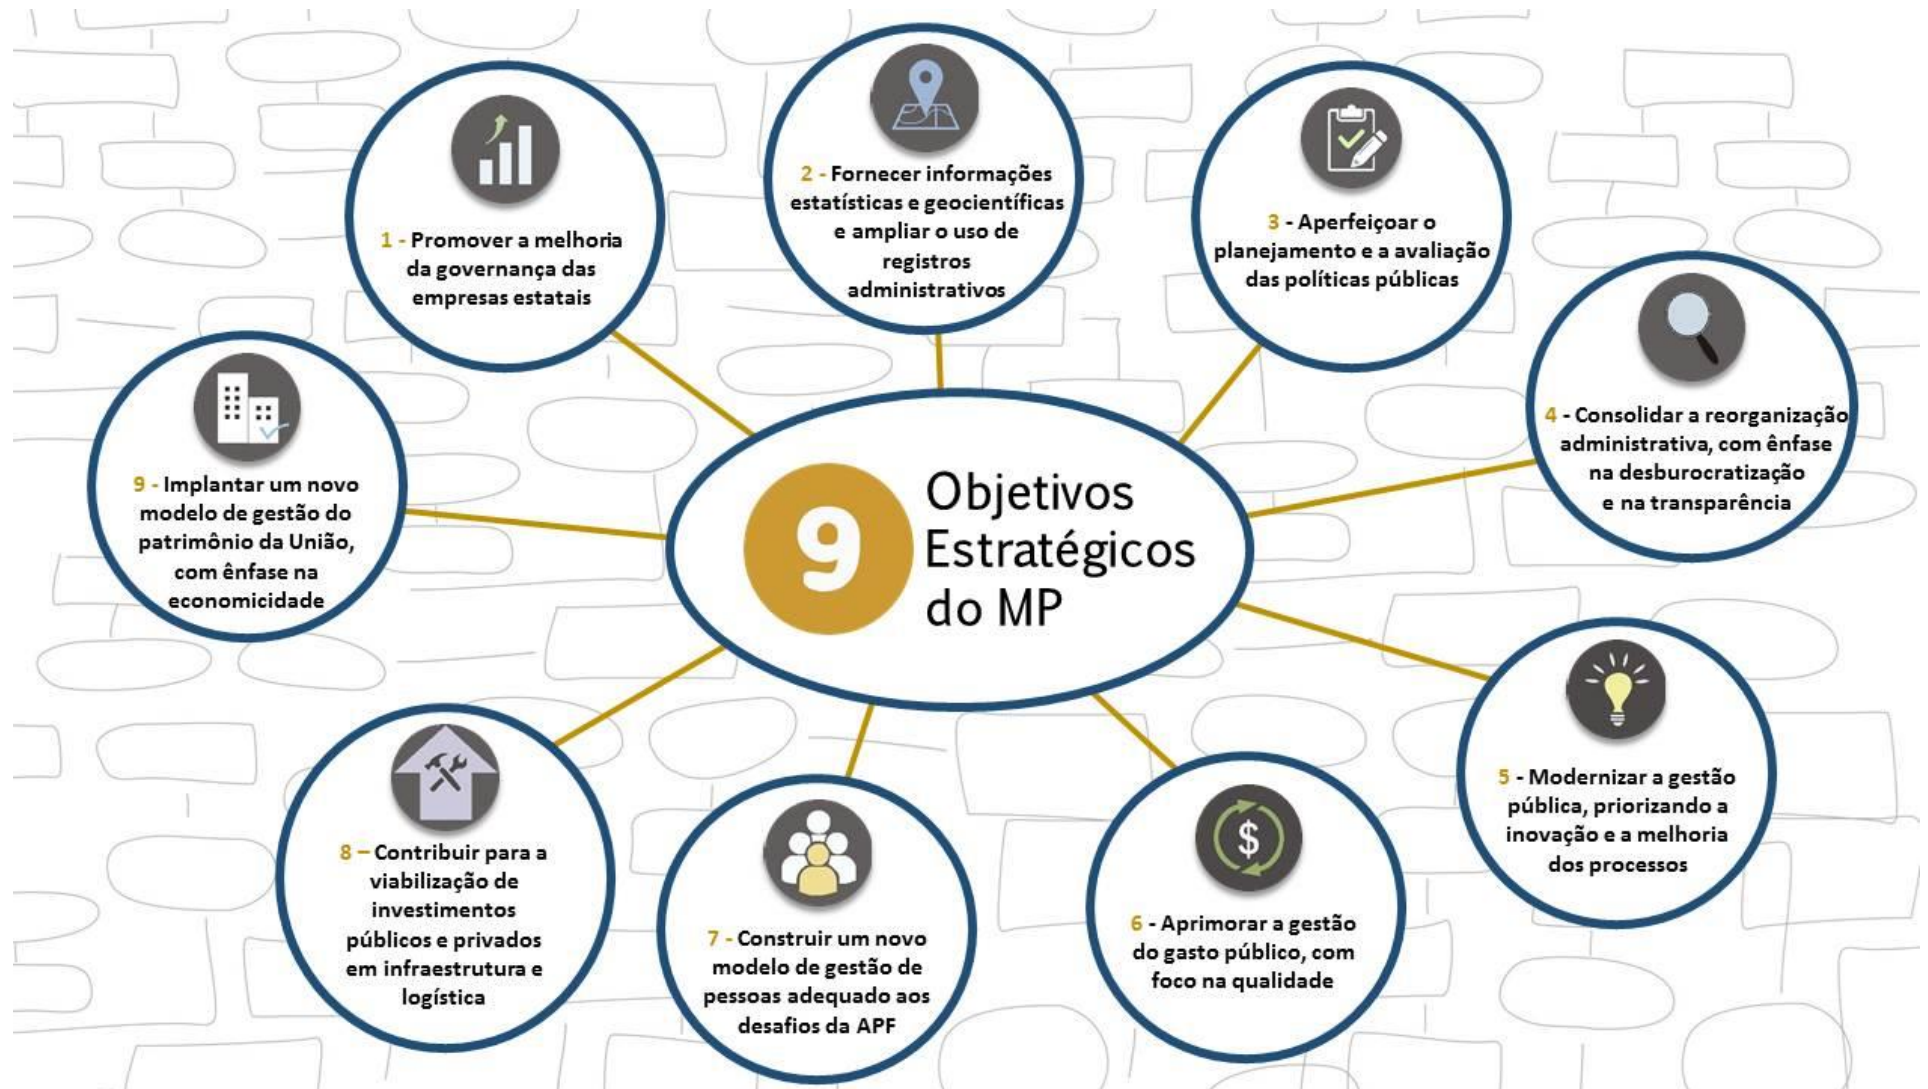 9
Objetivos
Estratégicos
do MP
1 - Promover a melhoria
da governança das
empresas estatais
2 - Fornecer informações
estatísticas e geocientíficas
e ampliar o uso de
registros
administrativos
3 - Aperfeiçoar o
planejamento e a avaliação
das políticas públicas
4 - Consolidar a reorganização
administrativa, com ênfase
na desburocratização
e na transparência
5 - Modernizar a gestão
pública, priorizando a
inovação e a melhoria
dos processos
6 - Aprimorar a gestão
do gasto público, com
foco na qualidade
$
7 - Construir um novo
modelo de gestão de
pessoas adequado aos
desafios da APF
8 – Contribuir para a
viabilização de
investimentos
públicos e privados
em infraestrutura e
logística
9 - Implantar um novo
modelo de gestão do
patrimônio da União,
com ênfase na
economicidade